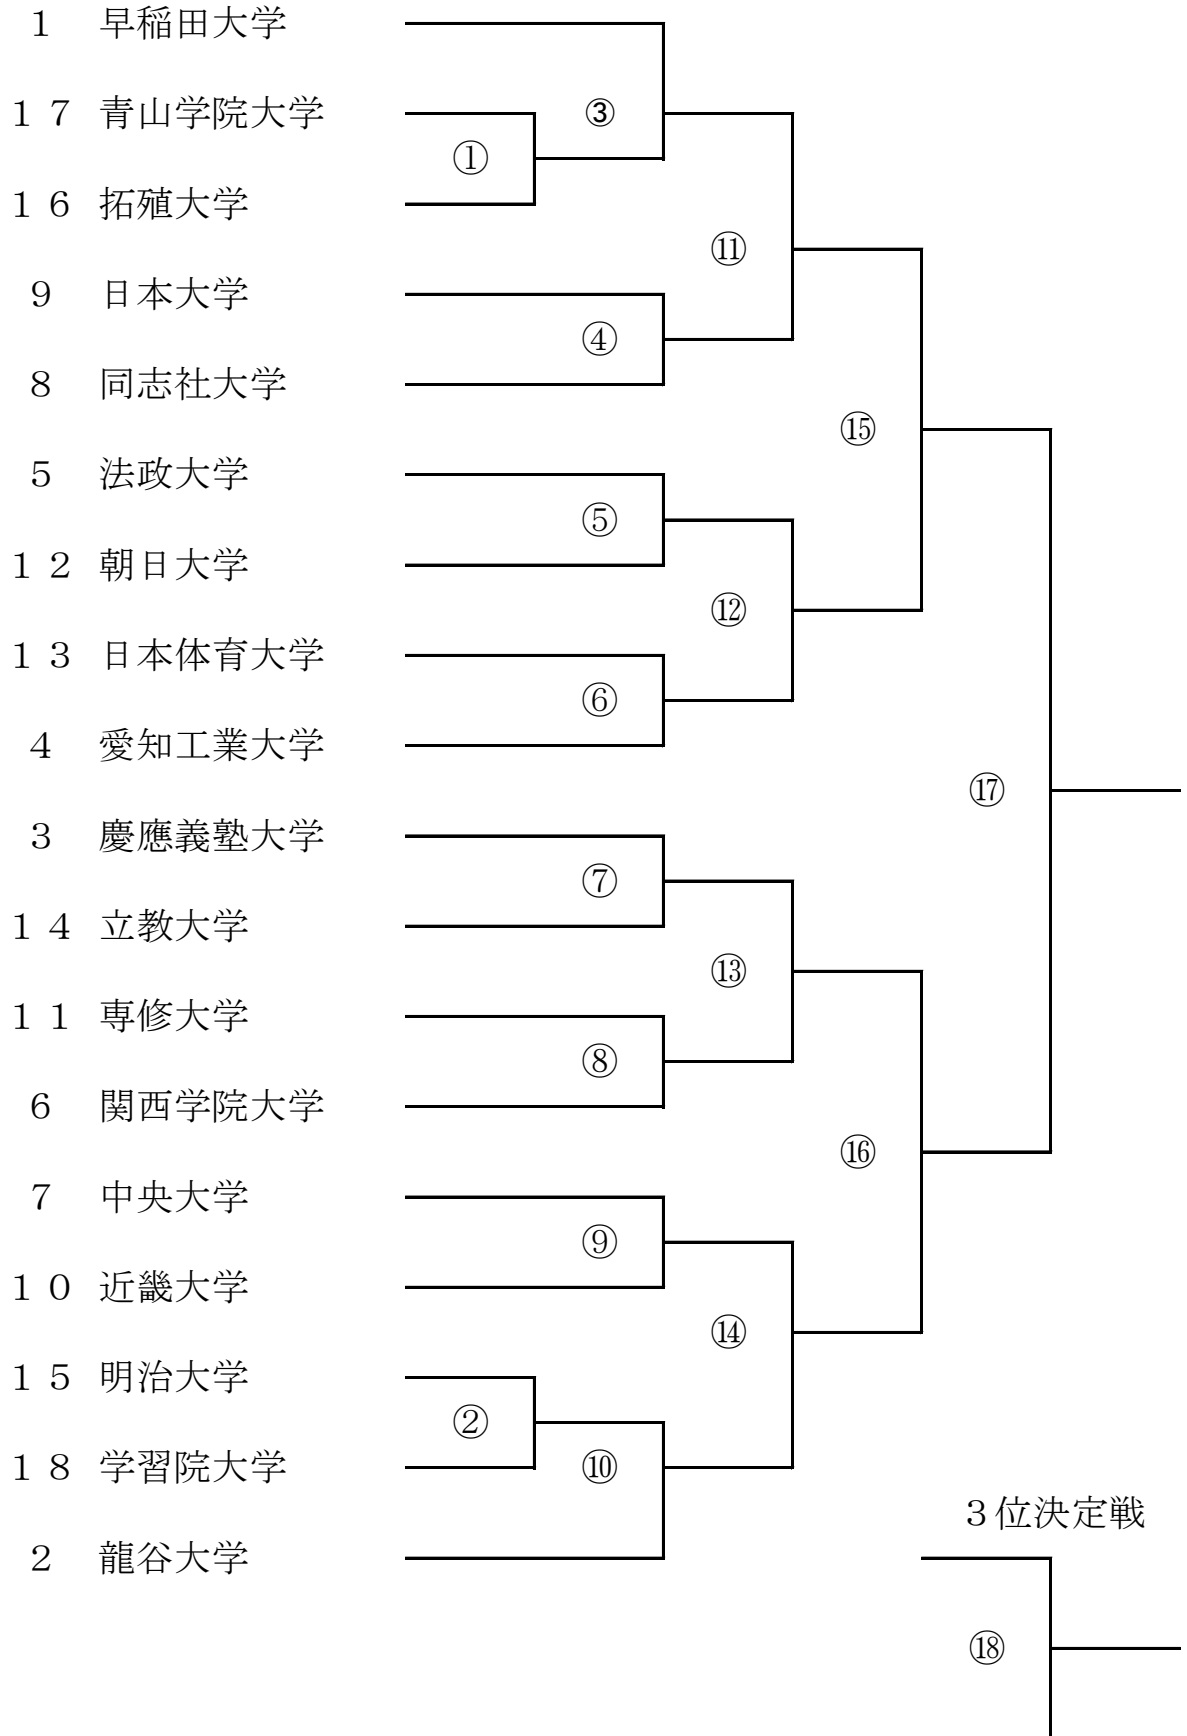 1 早稲田大学
③
17 青山学院大学
①
16 拓殖大学
⑪
9 日本大学
④
8 同志社大学
⑮
5 法政大学
⑤
12 朝日大学
⑫
13 日本体育大学
⑥
4 愛知工業大学
⑰
3 慶應義塾大学
⑦
14 立教大学
⑬
11 専修大学
⑧
6 関西学院大学
⑯
7 中央大学
⑨
10 近畿大学
⑭
15 明治大学
②
18 学習院大学
⑩
3位決定戦
2 龍谷大学
⑱